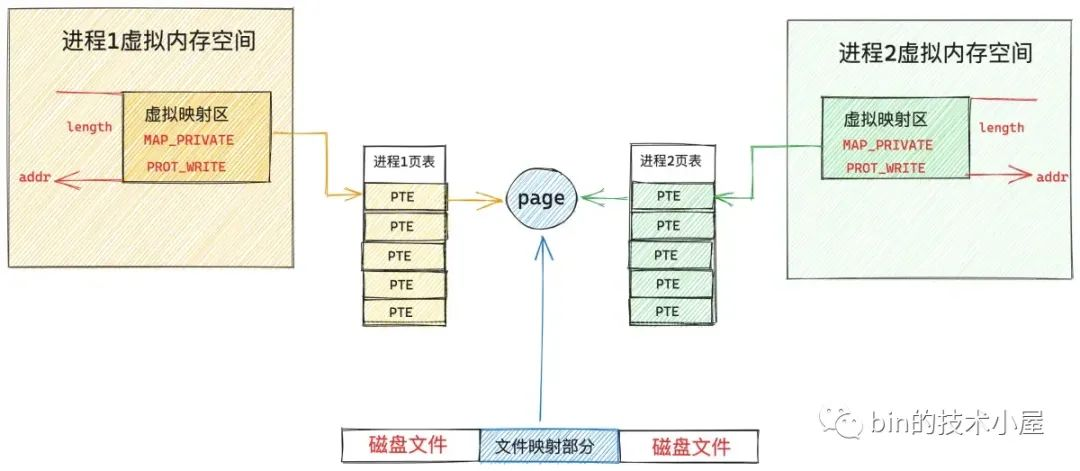 进程1虚拟内存空间
虚拟映射区
MAP_PRIVATE
PROT_WRITE
length
addr
进程1页表
PTE
PTE
PTE
PTE
PTE
page
进程2页表
PTE
PTE
PTE
PTE
PTE
进程2虚拟内存空间
虚拟映射区
MAP_PRIVATE
PROT_WRITE
length
addr
磁盘文件
文件映射部分
磁盘文件
bin的技术小屋